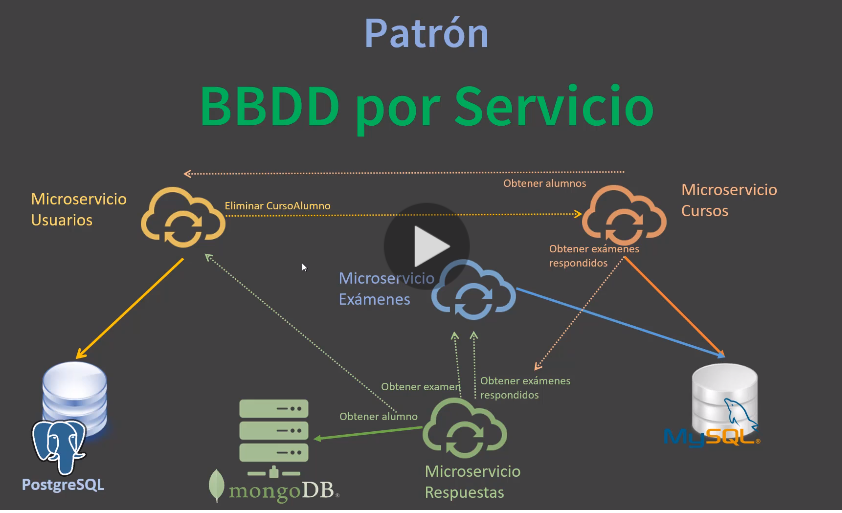 Patrón
BBDD por Servicio
Obtener alumnos
Microservicio
Usuarios
Eliminar CursoAlumno
Microservicio
Cursos
Obtener exámenes
respondidos
Microservicio
Exámenes
Obtener examen
Obtener exámenes
respondidos
Obtener alumno
MySQL®
Microservicio
Respuestas
PostgreSQL
mongoDB®